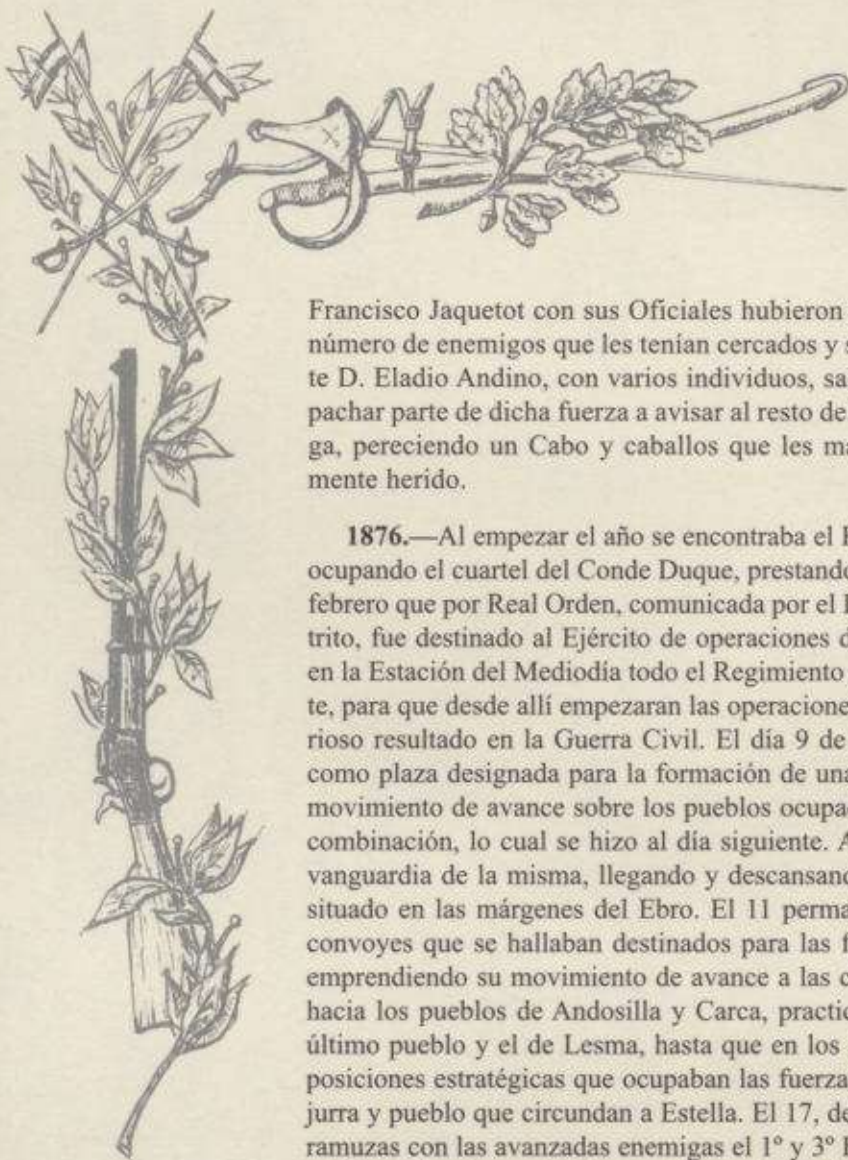 Francisco Jaquetot con sus Oficiales hubieron
número de enemigos que les tenían cercados y s
te D. Eladio Andino, con varios individuos, sa
pachar parte de dicha fuerza a avisar al resto de
ga, pereciendo un Cabo y caballos que les ma
mente herido.
1876.—Al empezar el año se encontraba el
ocupando el cuartel del Conde Duque, prestando
febrero que por Real Orden, comunicada por el
trito, fue destinado al Ejército de operaciones d
en la Estación del Mediodía todo el Regimiento
te, para que desde allí empezaran las operacione
rioso resultado en la Guerra Civil. El día 9 de
como plaza designada para la formación de una
movimiento de avance sobre los pueblos ocupa
combinación, lo cual se hizo al día siguiente. A
vanguardia de la misma, llegando y descansand
situado en las márgenes del Ebro. El 11 perma
convoyes que se hallaban destinados para las f
emprendiendo su movimiento de avance a las c
hacia los pueblos de Andosilla y Carca, practic
último pueblo y el de Lesma, hasta que en los
posiciones estratégicas que ocupaban las fuerza
jurra y pueblo que circundan a Estella. El 17, de
ramuzas con las avanzadas enemigas el 1º y 3º